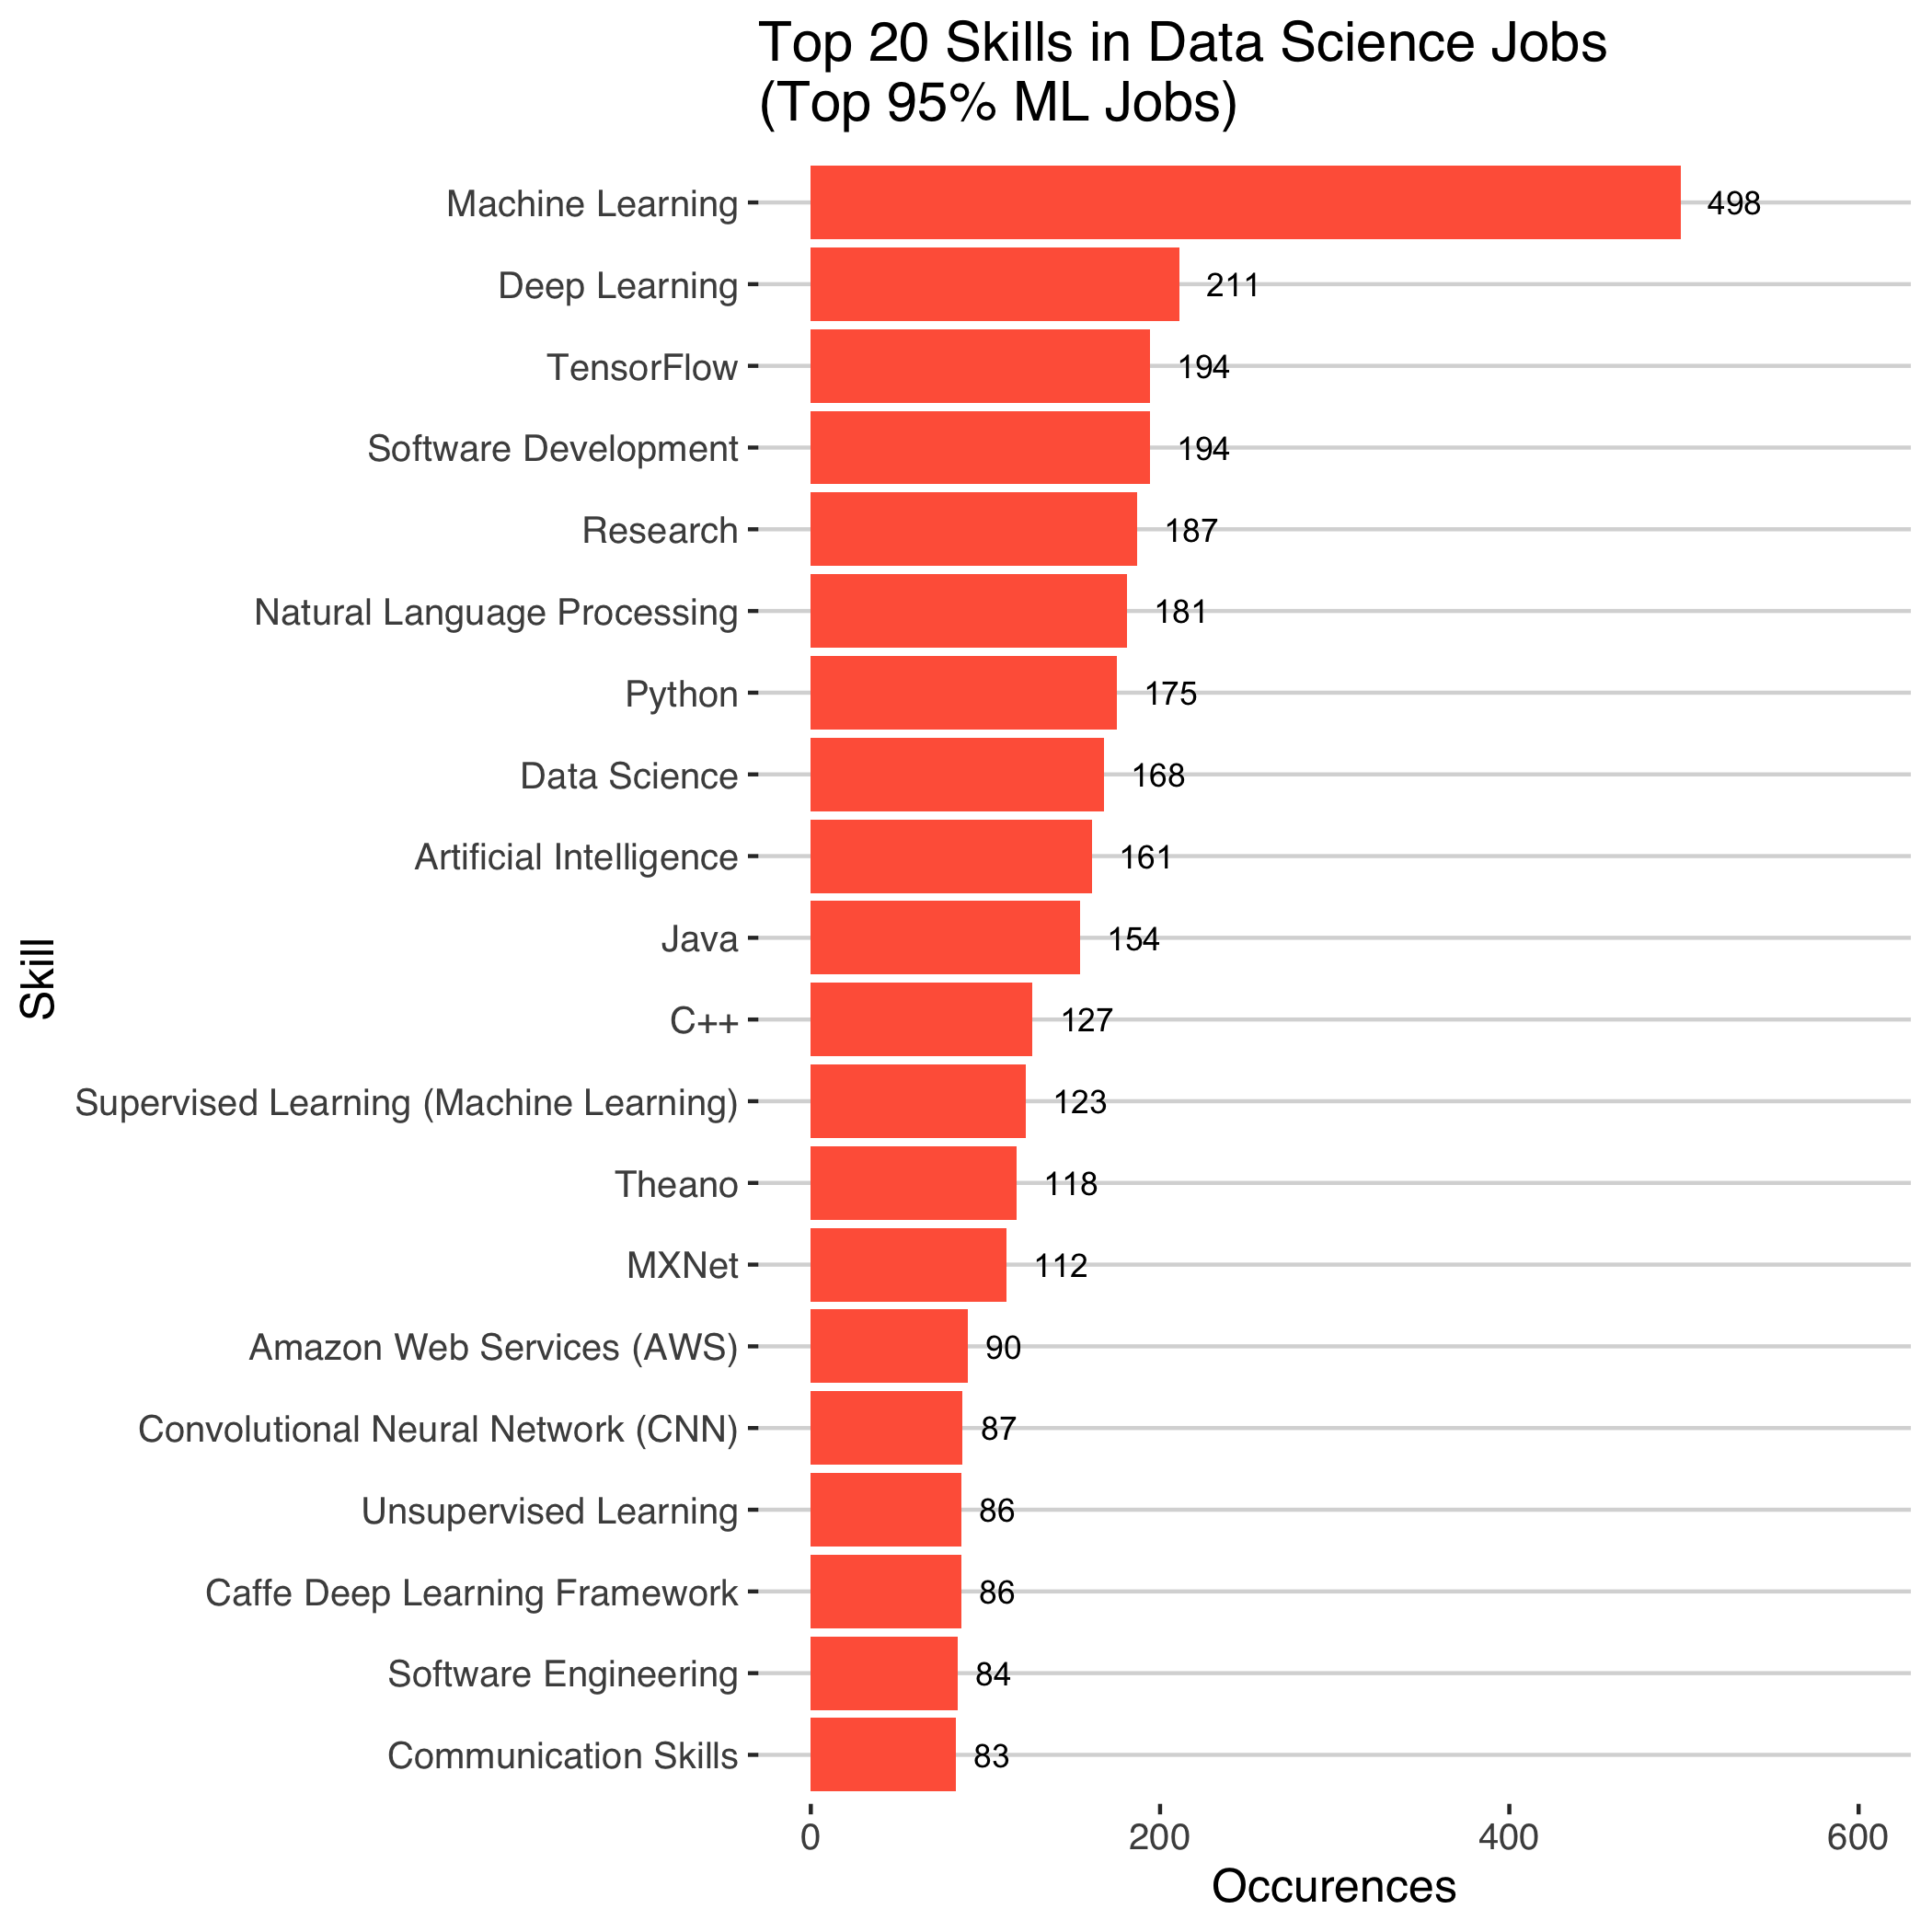 Top 20 Skills in Data Science Jobs
(Top 95% ML Jobs)
Machine Learning 498
Deep Learning 211
TensorFlow 194
Software Development 194
Research 187
Natural Language Processing 181
Python 175
Data Science 168
Artificial Intelligence 161
Java 154
C++ 127
Supervised Learning (Machine Learning) 123
Theano 118
MXNet 112
Amazon Web Services (AWS) 90
Convolutional Neural Network (CNN) 87
Unsupervised Learning 86
Caffe Deep Learning Framework 86
Software Engineering 84
Communication Skills 83
Skill
0 200 400 600
Occurences